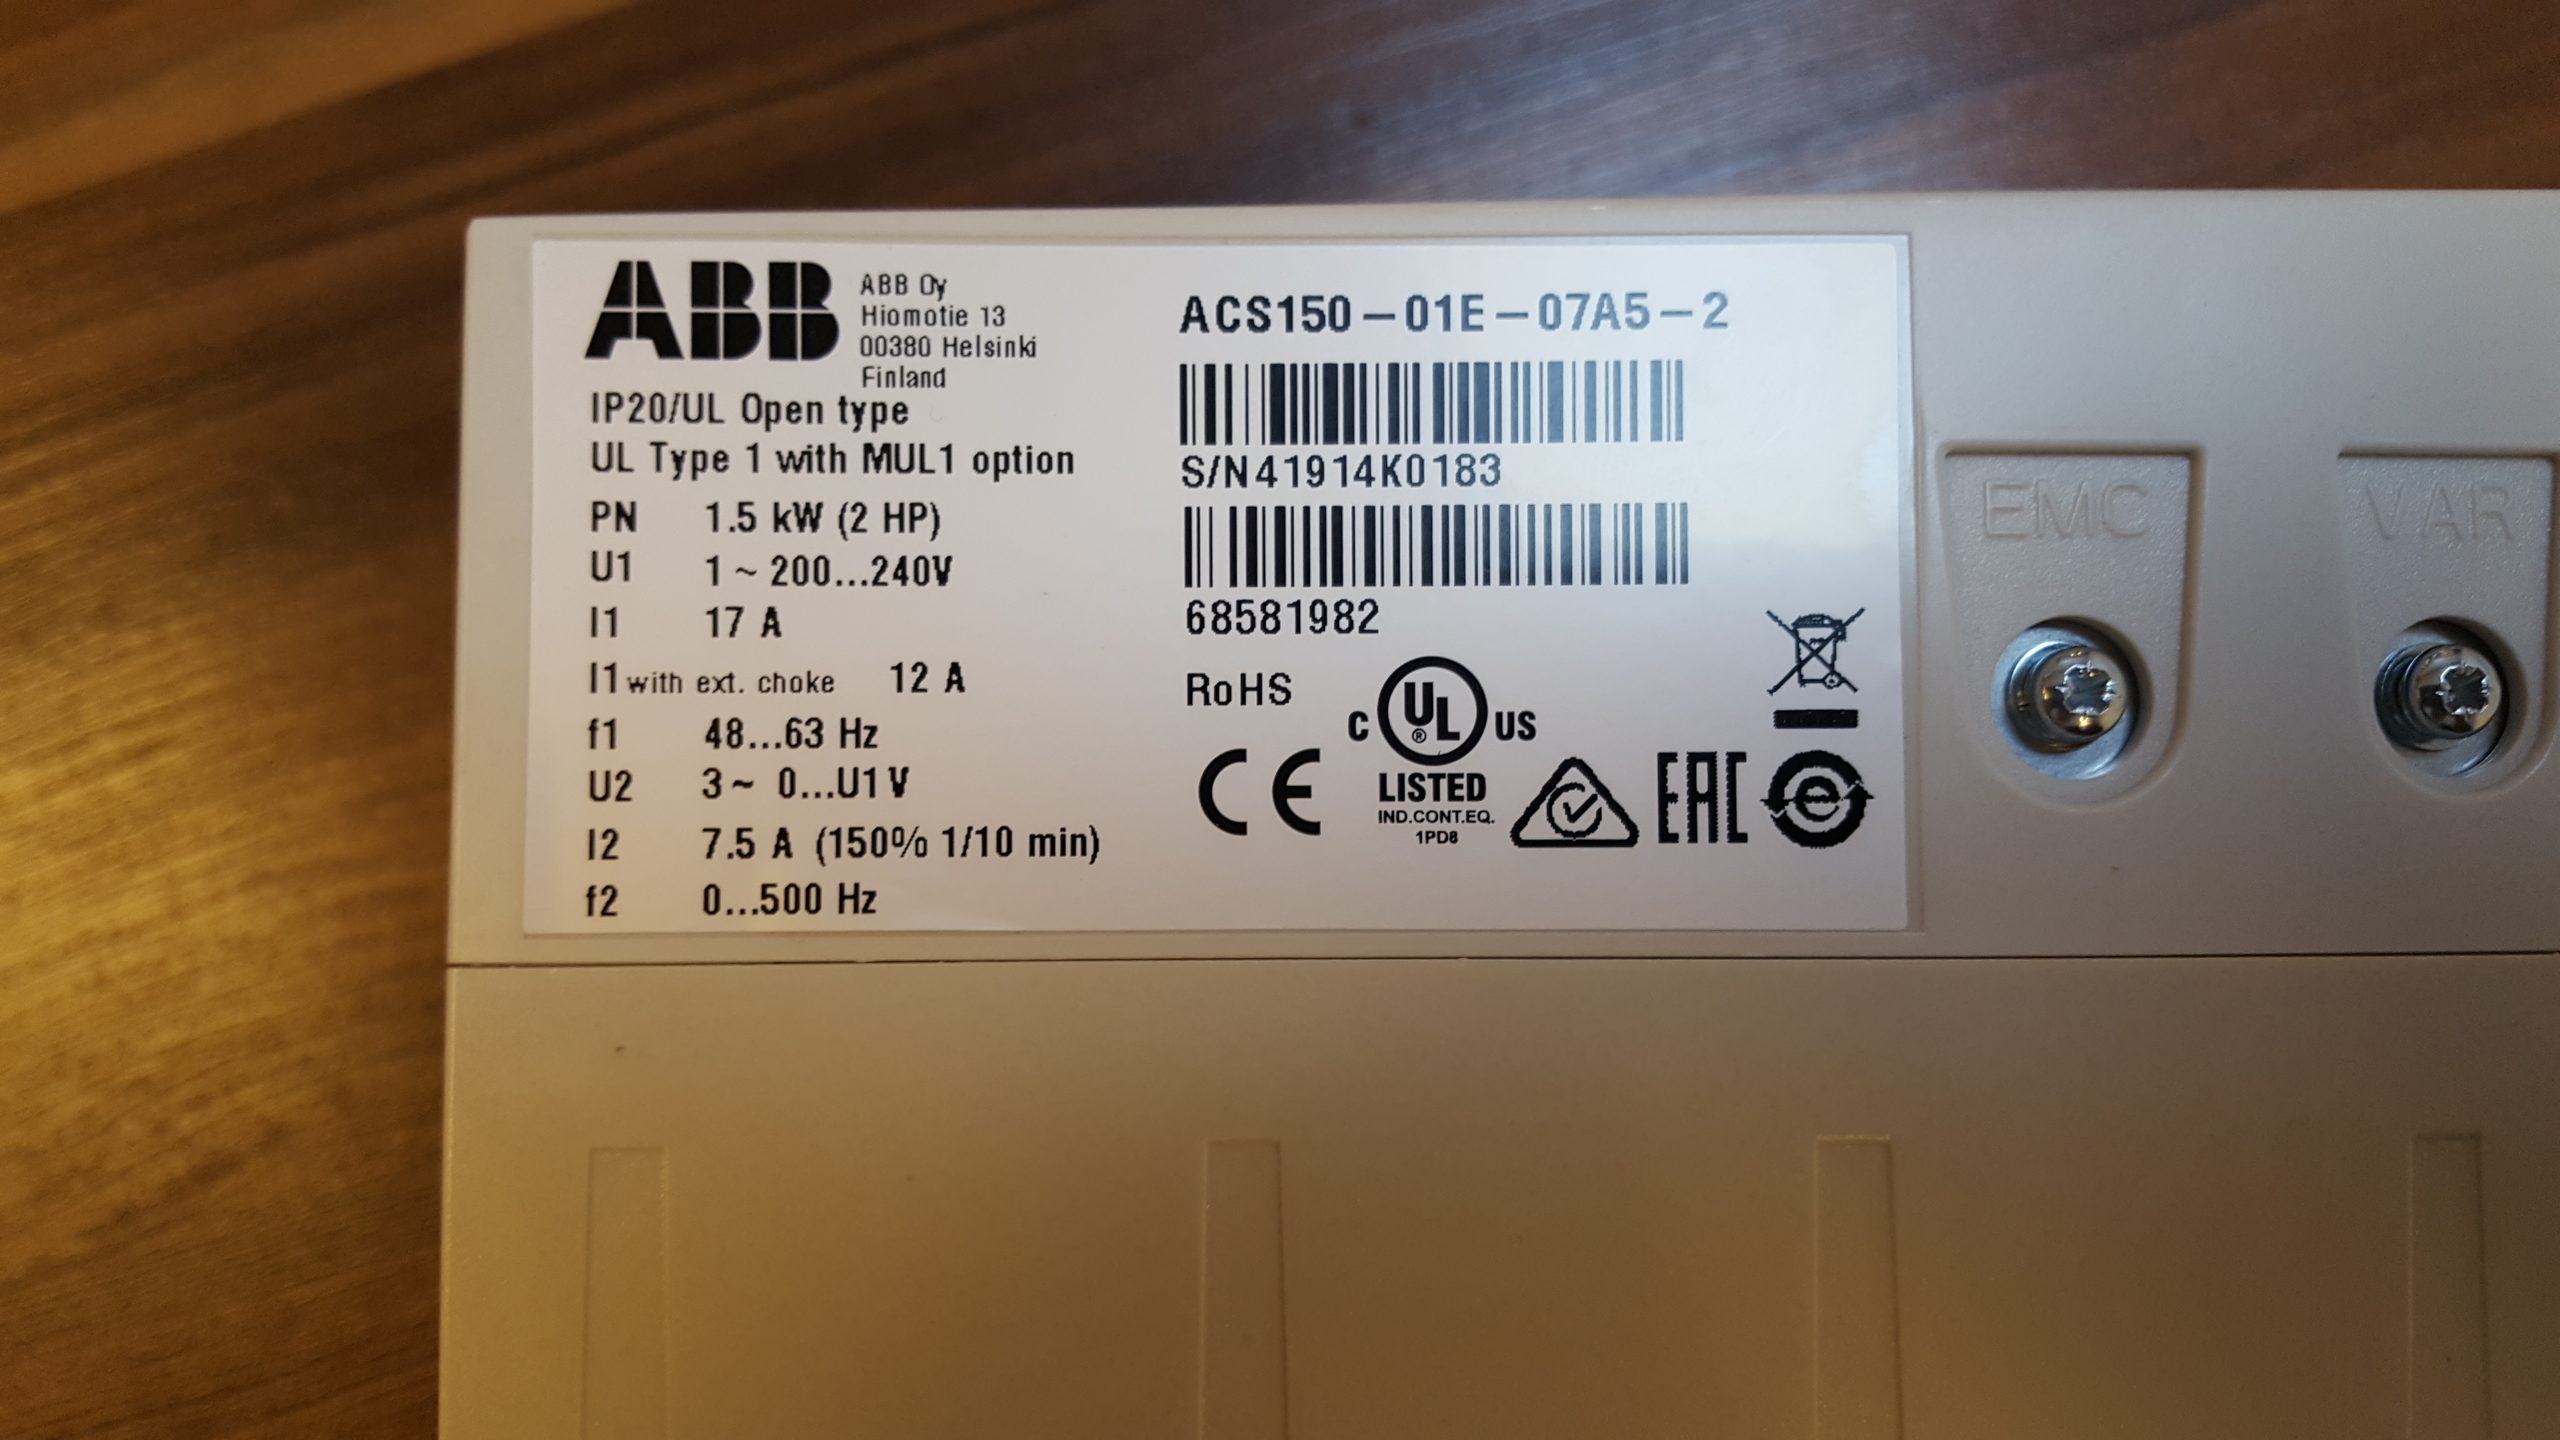 ABB
ABB Oy
Hiomotie 13
00380 Helsinki
Finland
IP20/UL Open type
UL Type 1 with MUL1 option
PN 1.5 kW (2 HP)
U1 1 ~ 200...240V
I1 17 A
I1 with ext. choke 12 A
f1 48...63 Hz
U2 3 ~ 0...U1 V
I2 7.5 A (150% 1/10 min)
f2 0...500 Hz
ACS150-01E-07A5-2
S/N41914K0183
68581982
RoHS
C UL ® US
LISTED
IND.CONT.EQ.
1PD8
CE
EAC
e
EMC
VAR